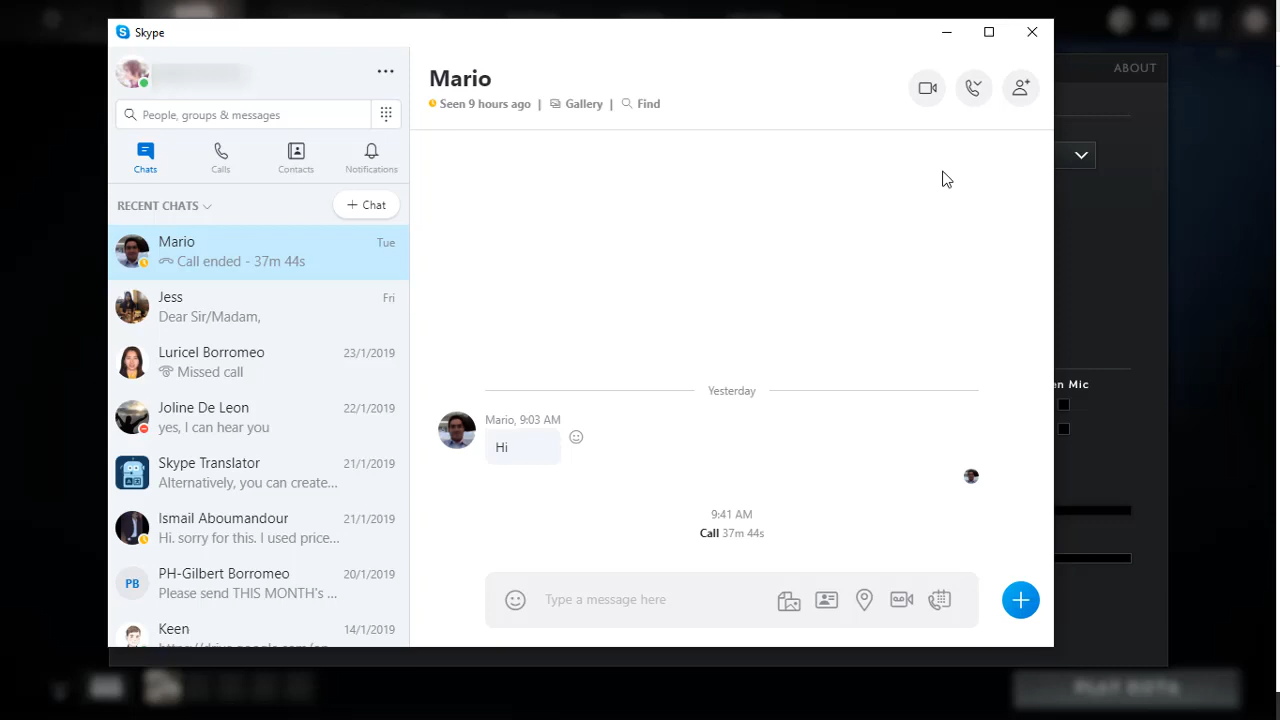 Skype
People, groups & messages
Chats
Calls
Contacts
Notifications
RECENT CHATS
+ Chat
Mario
Tue
Call ended - 37m 44s
Jess
Fri
Dear Sir/Madam,
Luricel Borromeo
23/1/2019
Missed call
Joline De Leon
22/1/2019
yes, I can hear you
Skype Translator
21/1/2019
Alternatively, you can create...
Ismail Aboumandour
21/1/2019
Hi. sorry for this. I used price...
PB
PH-Gilbert Borromeo
20/1/2019
Please send THIS MONTH's ...
Keen
14/1/2019
Mario
Seen 9 hours ago | Gallery | Find
Yesterday
Mario, 9:03 AM
Hi
9:41 AM
Call 37m 44s
Type a message here
ABOUT
en Mic
PLAY DOTA